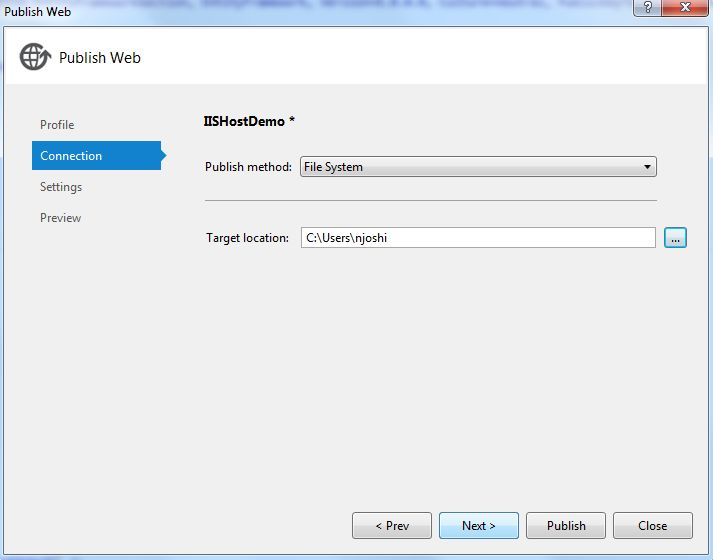 Publish Web
?
Publish Web
Profile
Connection
Settings
Preview
IISHostDemo *
Publish method: File System
Target location: C:\Users\njoshi ...
< Prev Next > Publish Close